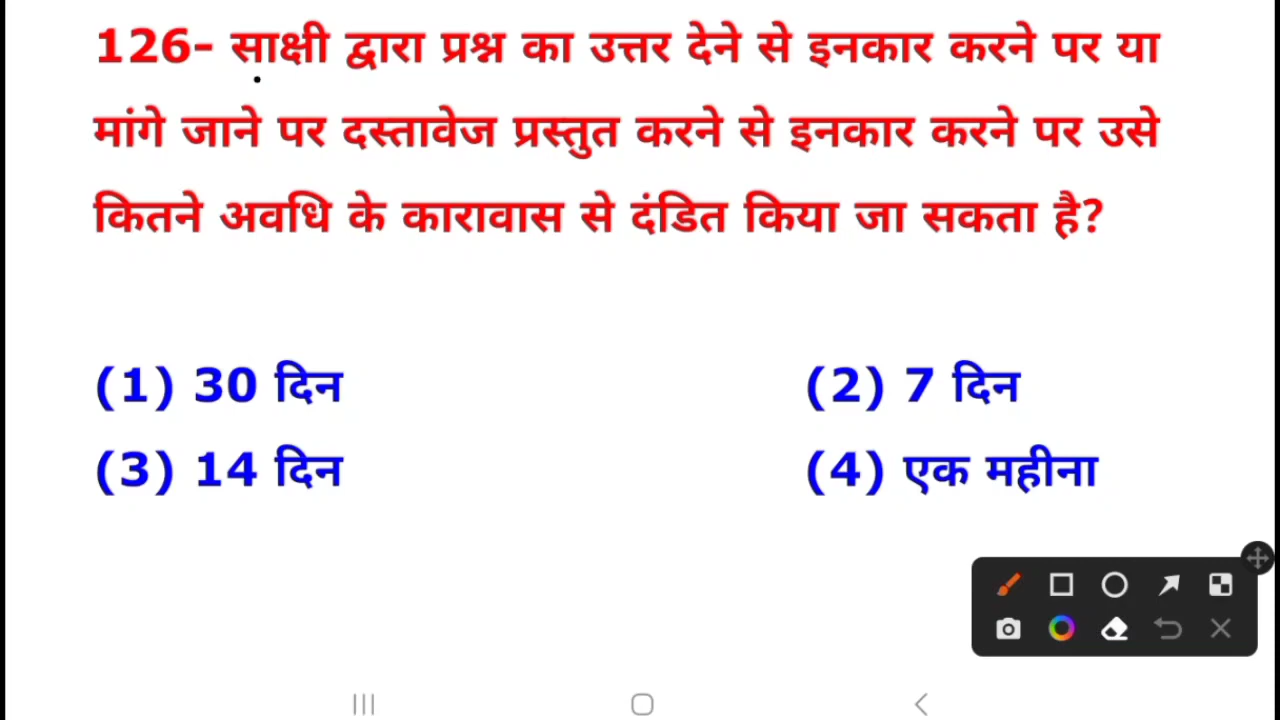 126- साक्षी द्वारा प्रश्न का उत्तर देने से इनकार करने पर या
मांगे जाने पर दस्तावेज प्रस्तुत करने से इनकार करने पर उसे
कितने अवधि के कारावास से दंडित किया जा सकता है?
(1) 30 दिन (2) 7 दिन
(3) 14 दिन (4) एक महीना